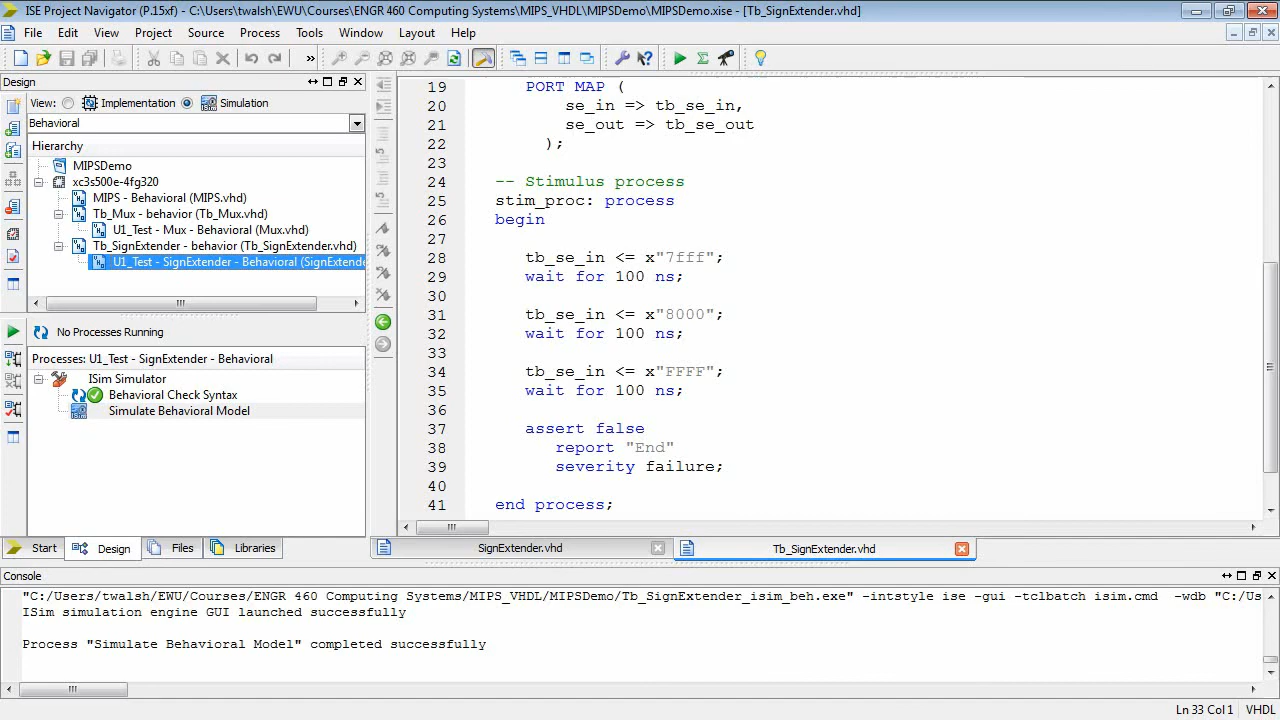 ISE Project Navigator (P.15xf) - C:\Users\twalsh\EWU\Courses\ENGR 460 Computing Systems\MIPS_VHDL\MIPSDemo\MIPSDemo.xise - [Tb_SignExtender.vhd]
File Edit View Project Source Process Tools Window Layout Help
»
Design
View: Implementation Simulation
Behavioral
Hierarchy
MIPSDemo
xc3s500e-4fg320
MIPS - Behavioral (MIPS.vhd)
Tb_Mux - behavior (Tb_Mux.vhd)
U1_Test - Mux - Behavioral (Mux.vhd)
Tb_SignExtender - behavior (Tb_SignExtender.vhd)
U1_Test - SignExtender - Behavioral (SignExtende
No Processes Running
Processes: U1_Test - SignExtender - Behavioral
ISim Simulator
Behavioral Check Syntax
Simulate Behavioral Model
Start Design Files Libraries
19 PORT MAP (
20 se_in => tb_se_in,
21 se_out => tb_se_out
22 );
23
24 -- Stimulus process
25 stim_proc: process
26 begin
27
28 tb_se_in <= x"7fff";
29 wait for 100 ns;
30
31 tb_se_in <= x"8000";
32 wait for 100 ns;
33
34 tb_se_in <= x"FFFF";
35 wait for 100 ns;
36
37 assert false
38 report "End"
39 severity failure;
40
41 end process;
SignExtender.vhd Tb_SignExtender.vhd
Console
"C:/Users/twalsh/EWU/Courses/ENGR 460 Computing Systems/MIPS_VHDL/MIPSDemo/Tb_SignExtender_isim_beh.exe" -intstyle ise -gui -tclbatch isim.cmd -wdb "C:/Us
ISim simulation engine GUI launched successfully
Process "Simulate Behavioral Model" completed successfully
Ln 33 Col 1 VHDL